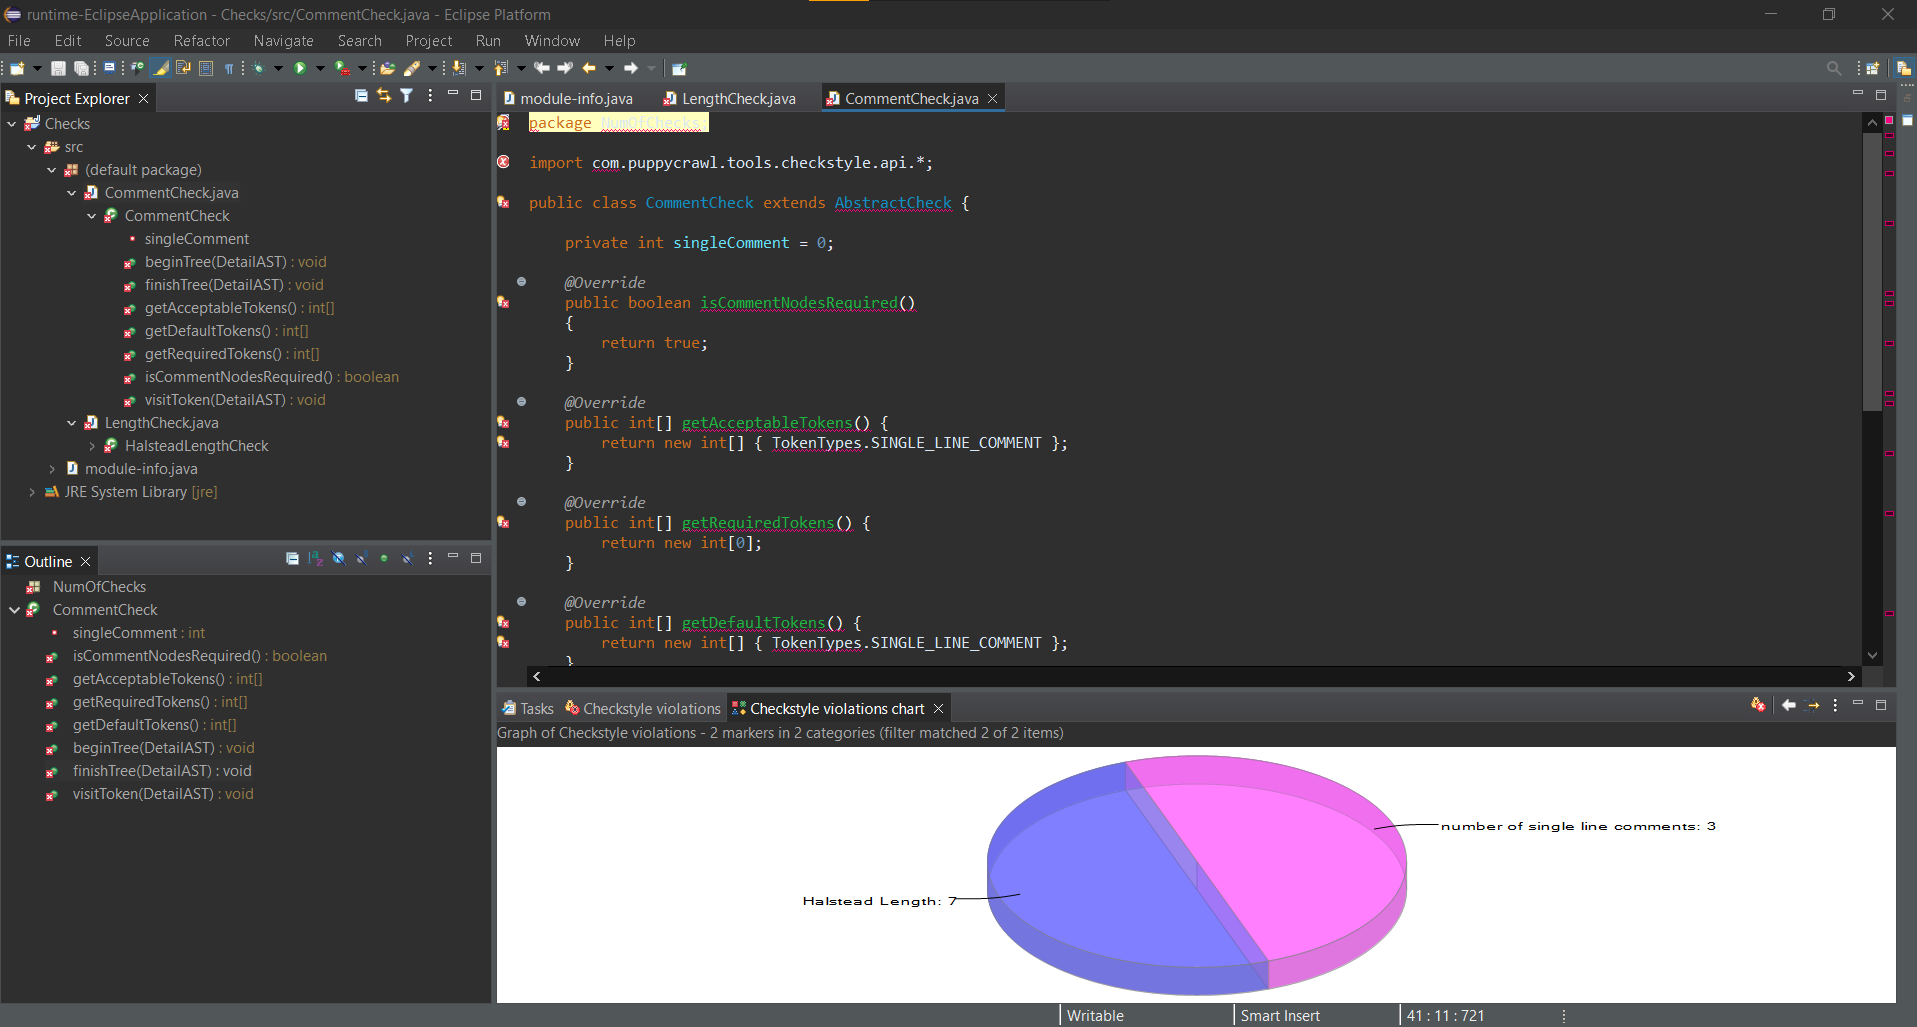 runtime-EclipseApplication - Checks/src/CommentCheck.java - Eclipse Platform
File Edit Source Refactor Navigate Search Project Run Window Help
Project Explorer
Checks
src
(default package)
CommentCheck.java
CommentCheck
singleComment
beginTree(DetailAST) : void
finishTree(DetailAST) : void
getAcceptableTokens() : int[]
getDefaultTokens() : int[]
getRequiredTokens() : int[]
isCommentNodesRequired() : boolean
visitToken(DetailAST) : void
LengthCheck.java
HalsteadLengthCheck
module-info.java
JRE System Library [jre]
Outline
NumOfChecks
CommentCheck
singleComment : int
isCommentNodesRequired() : boolean
getAcceptableTokens() : int[]
getRequiredTokens() : int[]
getDefaultTokens() : int[]
beginTree(DetailAST) : void
finishTree(DetailAST) : void
visitToken(DetailAST) : void
module-info.java LengthCheck.java CommentCheck.java
package NumOfChecks;
import com.puppycrawl.tools.checkstyle.api.*;
public class CommentCheck extends AbstractCheck {
private int singleComment = 0;
@Override
public boolean isCommentNodesRequired()
{
return true;
}
@Override
public int[] getAcceptableTokens() {
return new int[] { TokenTypes.SINGLE_LINE_COMMENT };
}
@Override
public int[] getRequiredTokens() {
return new int[0];
}
@Override
public int[] getDefaultTokens() {
return new int[] { TokenTypes.SINGLE_LINE_COMMENT };
}
Tasks Checkstyle violations Checkstyle violations chart
Graph of Checkstyle violations - 2 markers in 2 categories (filter matched 2 of 2 items)
number of single line comments: 3
Halstead Length: 7
Writable Smart Insert 41 : 11 : 721